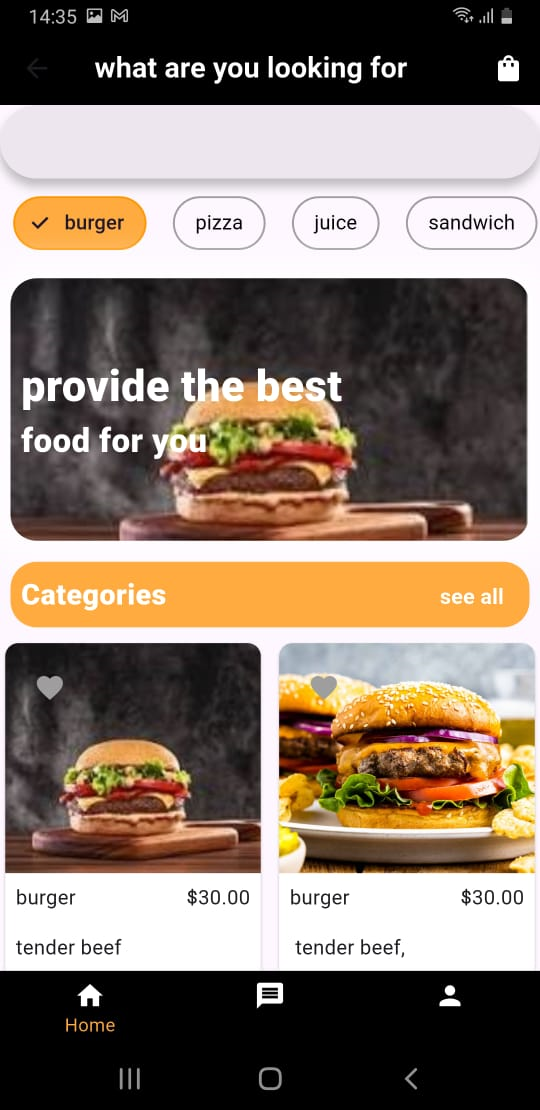 14:35
what are you looking for
burger
pizza
juice
sandwich
provide the best
food for you
Categories
see all
burger $30.00
burger $30.00
tender beef
tender beef,
Home